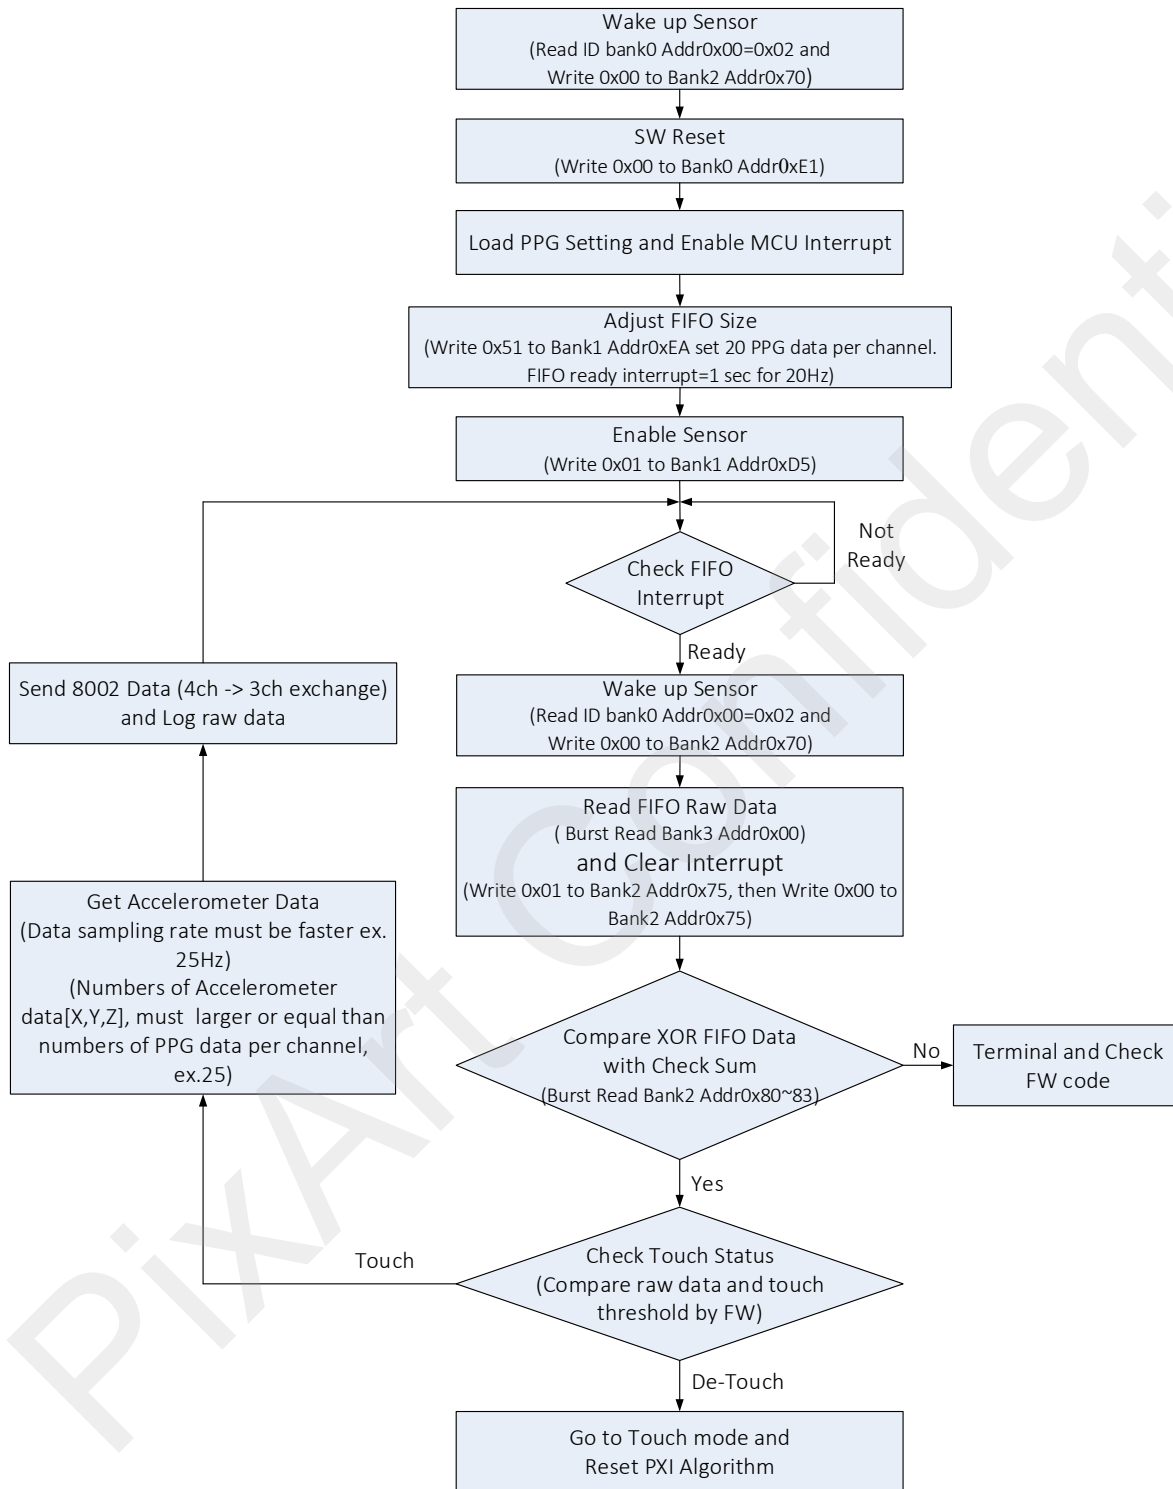 Wake up Sensor
(Read ID bank0 Addr0x00=0x02 and
Write 0x00 to Bank2 Addr0x70)
SW Reset
(Write 0x00 to Bank0 Addr0xE1)
Load PPG Setting and Enable MCU Interrupt
Adjust FIFO Size
(Write 0x51 to Bank1 Addr0xEA set 20 PPG data per channel.
FIFO ready interrupt=1 sec for 20Hz)
Enable Sensor
(Write 0x01 to Bank1 Addr0xD5)
Not
Ready
Check FIFO
Interrupt
Ready
Send 8002 Data (4ch -> 3ch exchange)
and Log raw data
Wake up Sensor
(Read ID bank0 Addr0x00=0x02 and
Write 0x00 to Bank2 Addr0x70)
Read FIFO Raw Data
( Burst Read Bank3 Addr0x00)
and Clear Interrupt
(Write 0x01 to Bank2 Addr0x75, then Write 0x00 to
Bank2 Addr0x75)
Get Accelerometer Data
(Data sampling rate must be faster ex.
25Hz)
(Numbers of Accelerometer
data[X,Y,Z], must  larger or equal than
numbers of PPG data per channel,
ex.25)
Compare XOR FIFO Data
with Check Sum
(Burst Read Bank2 Addr0x80~83)
No
Terminal and Check
FW code
Yes
Touch
Check Touch Status
(Compare raw data and touch
threshold by FW)
De-Touch
Go to Touch mode and
Reset PXI Algorithm
PixArt Confidenti